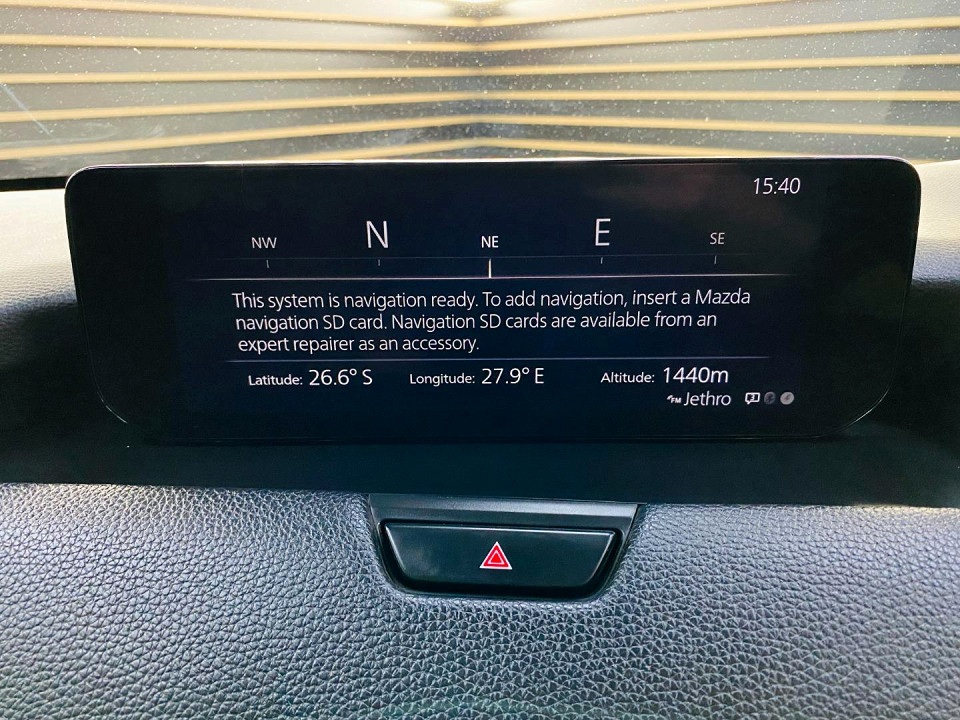 15:40
NW N NE E SE
This system is navigation ready. To add navigation, insert a Mazda
navigation SD card. Navigation SD cards are available from an
expert repairer as an accessory.
Latitude: 26.6° S Longitude: 27.9° E Altitude: 1440m
FM Jethro 3